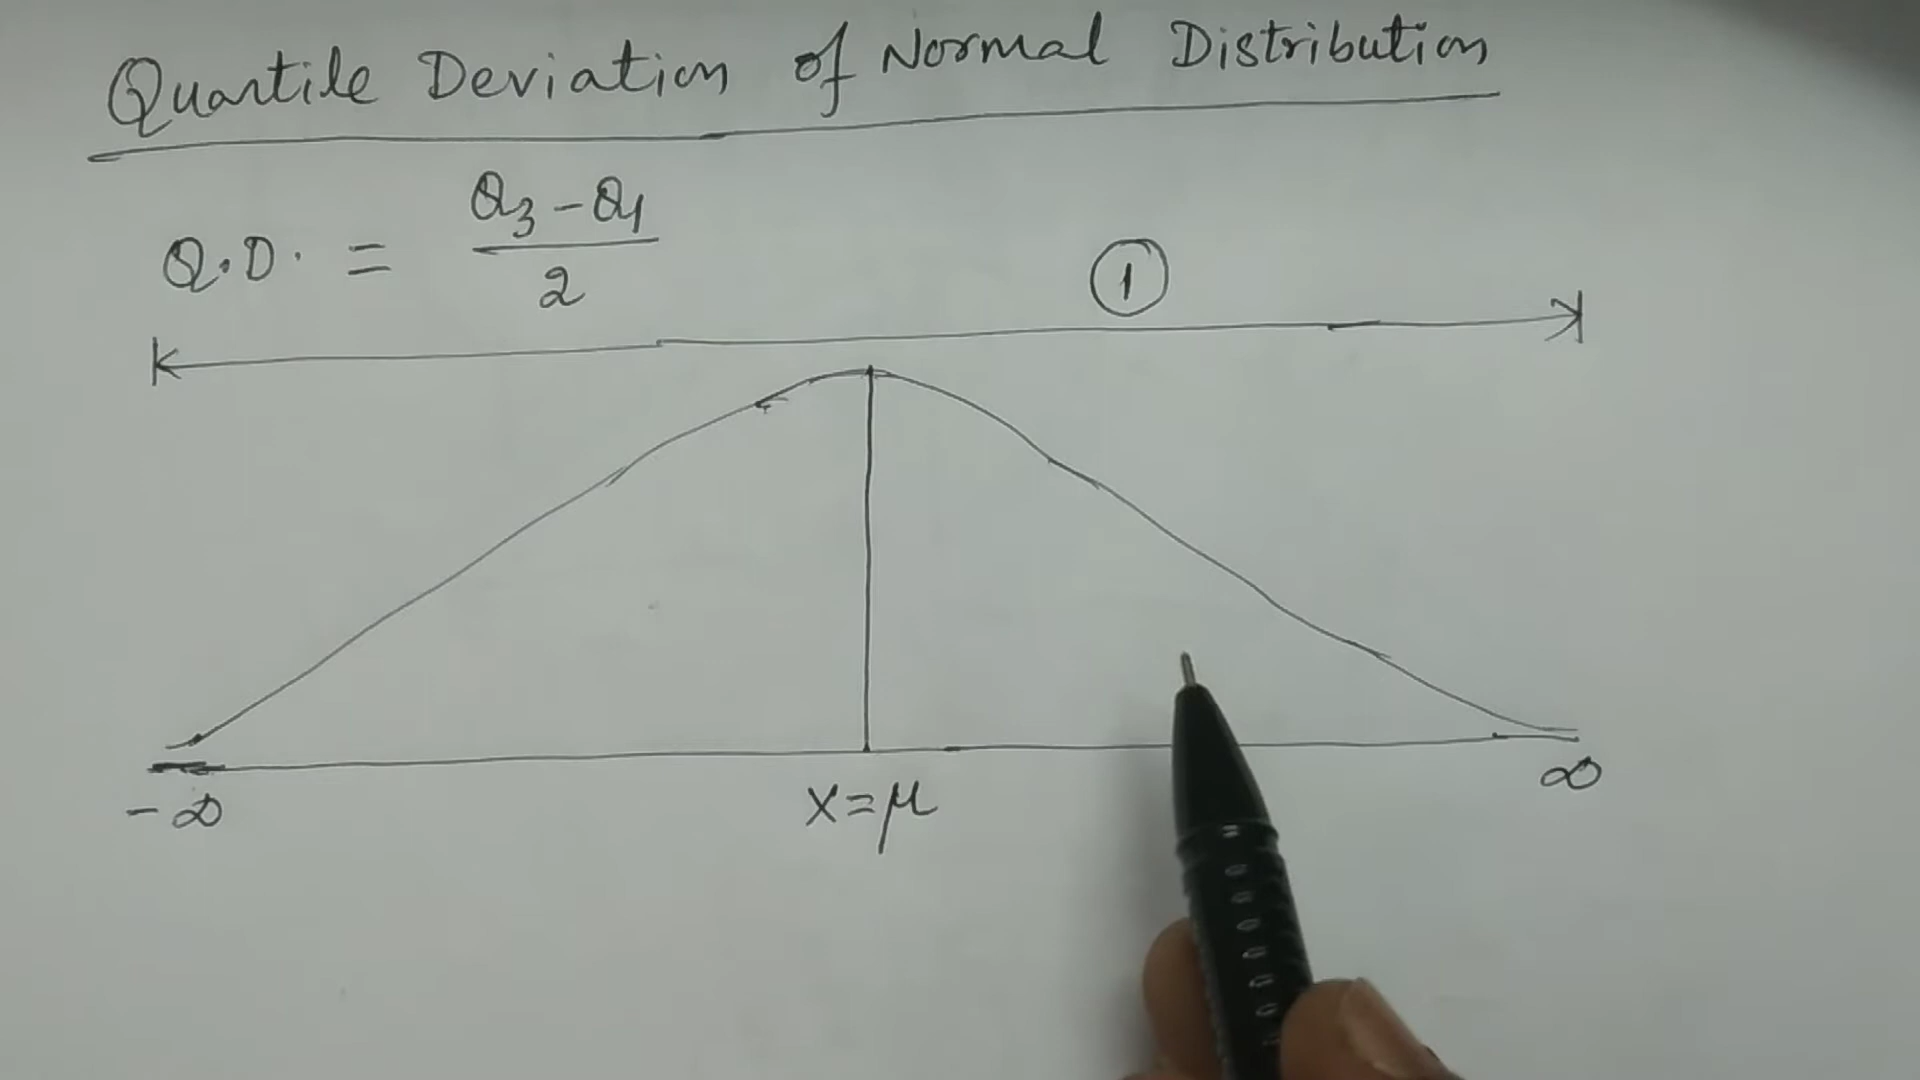 Quartile Deviation of Normal Distribution
Q.D. = Q3 - Q1 / 2
1
-∞ X=μ ∞